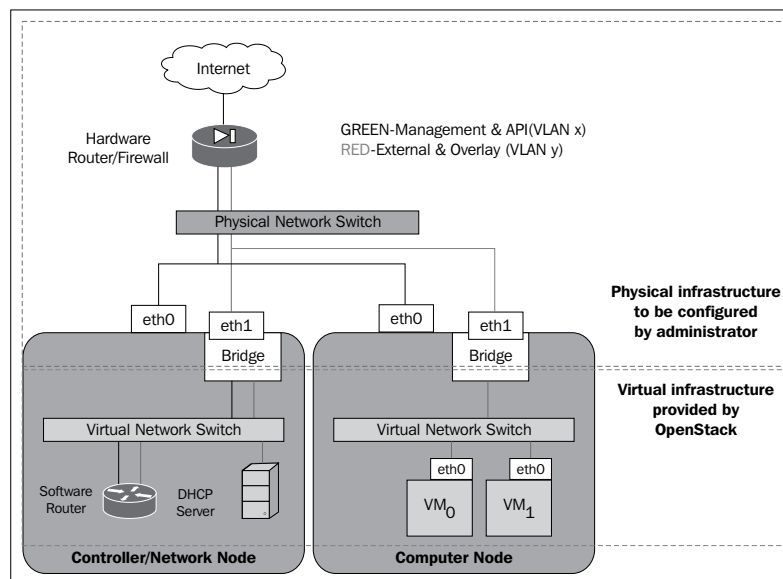 Internet
Hardware
Router/Firewall
GREEN-Management & API(VLAN x)
RED-External & Overlay (VLAN y)
Physical Network Switch
eth0
eth1
eth0
eth1
Bridge
Bridge
Physical infrastructure
to be configured
by administrator
Virtual infrastructure
provided by
OpenStack
Virtual Network Switch
Virtual Network Switch
Software
Router
DHCP
Server
eth0
eth0
VM0
VM1
Controller/Network Node
Computer Node